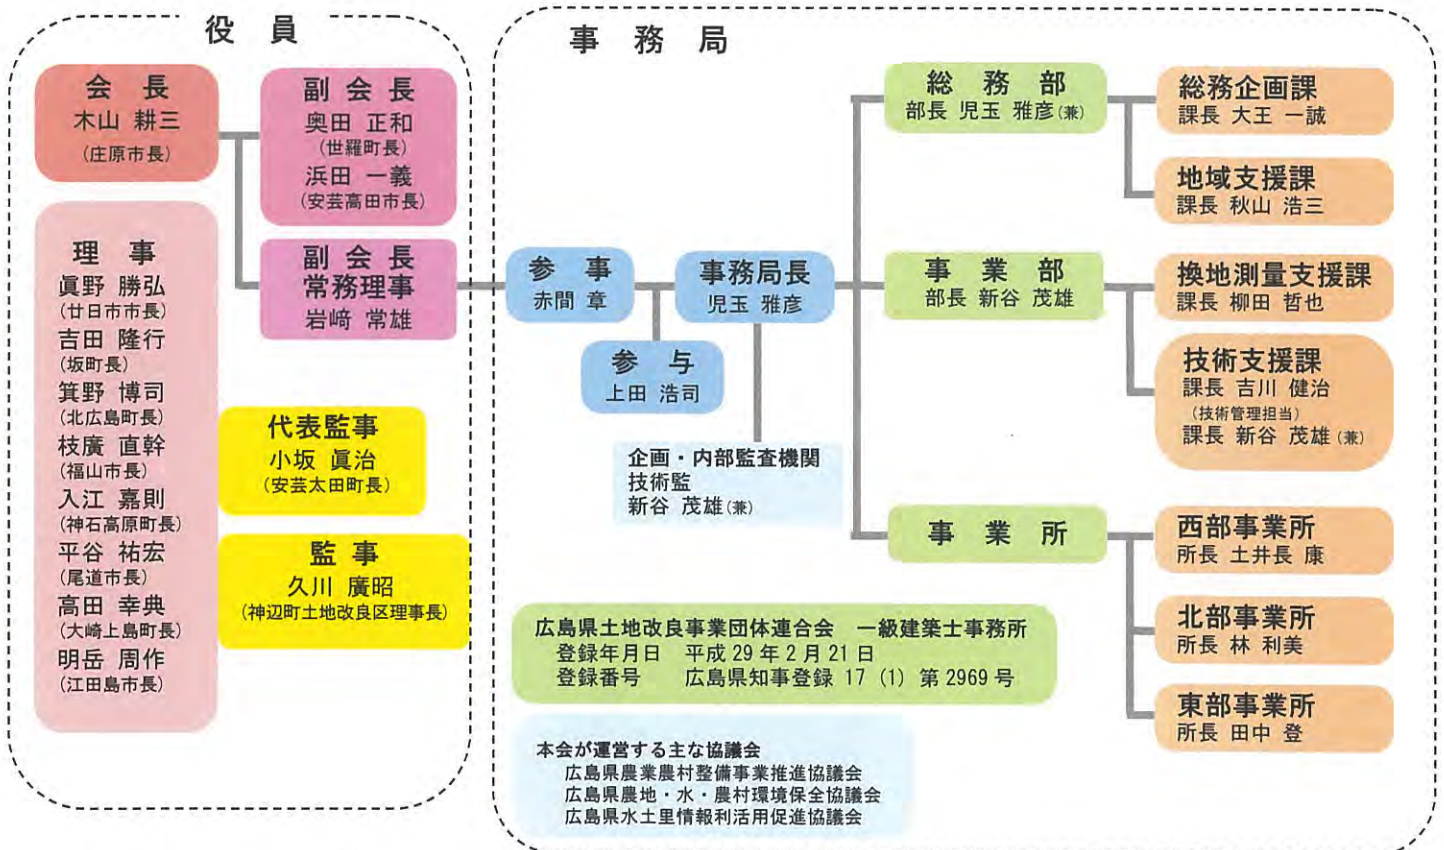 役 員
会 長
木山 耕三
(庄原市長)
副 会 長
奥田 正和
(世羅町長)
浜田 一義
(安芸高田市長)
副 会 長
常務理事
岩﨑 常雄
理 事
眞野 勝弘
(廿日市市長)
吉田 隆行
(坂町長)
箕野 博司
(北広島町長)
枝廣 直幹
(福山市長)
入江 嘉則
(神石高原町長)
平谷 祐宏
(尾道市長)
高田 幸典
(大崎上島町長)
明岳 周作
(江田島市長)
代表監事
小坂 眞治
(安芸太田町長)
監 事
久川 廣昭
(神辺町土地改良区理事長)
事 務 局
参 事
赤間 章
事務局長
児玉 雅彦
参 与
上田 浩司
企画・内部監査機関
技術監
新谷 茂雄(兼)
総 務 部
部長 児玉 雅彦(兼)
総務企画課
課長 大王 一誠
地域支援課
課長 秋山 浩三
事 業 部
部長 新谷 茂雄
換地測量支援課
課長 柳田 哲也
技術支援課
課長 吉川 健治
(技術管理担当)
課長 新谷 茂雄(兼)
事 業 所
西部事業所
所長 土井長 康
北部事業所
所長 林 利美
東部事業所
所長 田中 登
広島県土地改良事業団体連合会 一級建築士事務所
登録年月日 平成29年2月21日
登録番号 広島県知事登録 17 (1) 第2969号
本会が運営する主な協議会
広島県農業農村整備事業推進協議会
広島県農地・水・農村環境保全協議会
広島県水土里情報利活用促進協議会